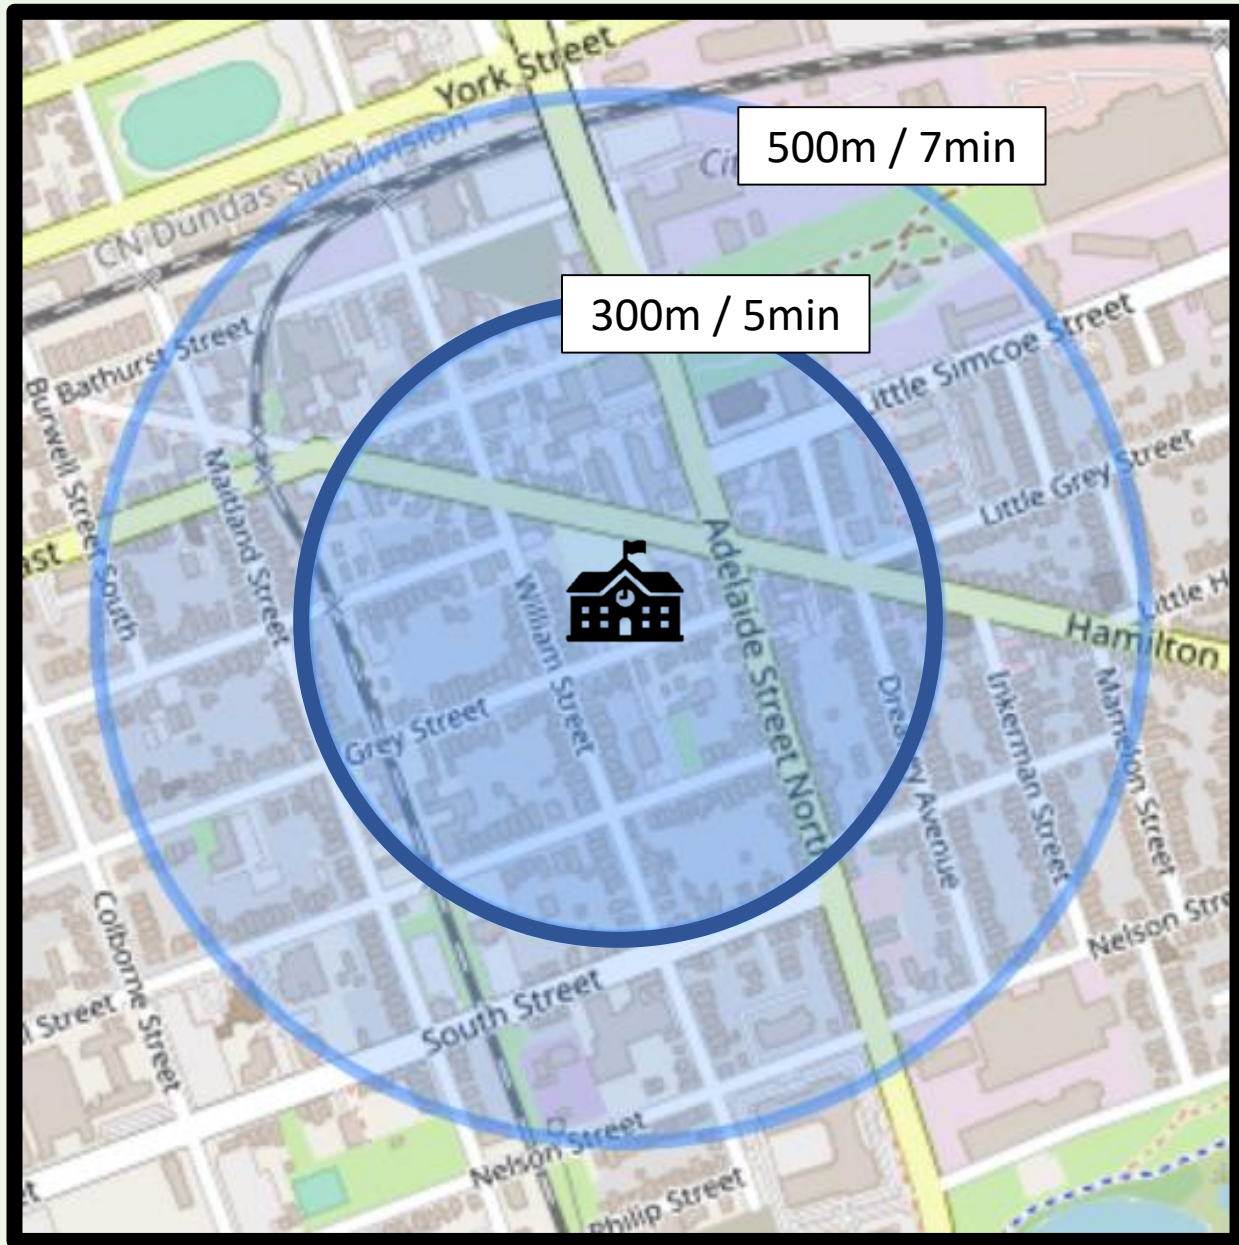 York Street
CN Dundas Subdivision
500m / 7min
300m / 5min
Bathurst Street
Little Simcoe Street
Burwell Street South
Maitland Street
Little Grey Street
Adelaide Street North
William Street
Hamilton
Grey Street
Inkerman Street
Marmelon Street
Avenue
Colborne Street
Nelson Stre
South Street
Street
Nelson Street
Philip Street